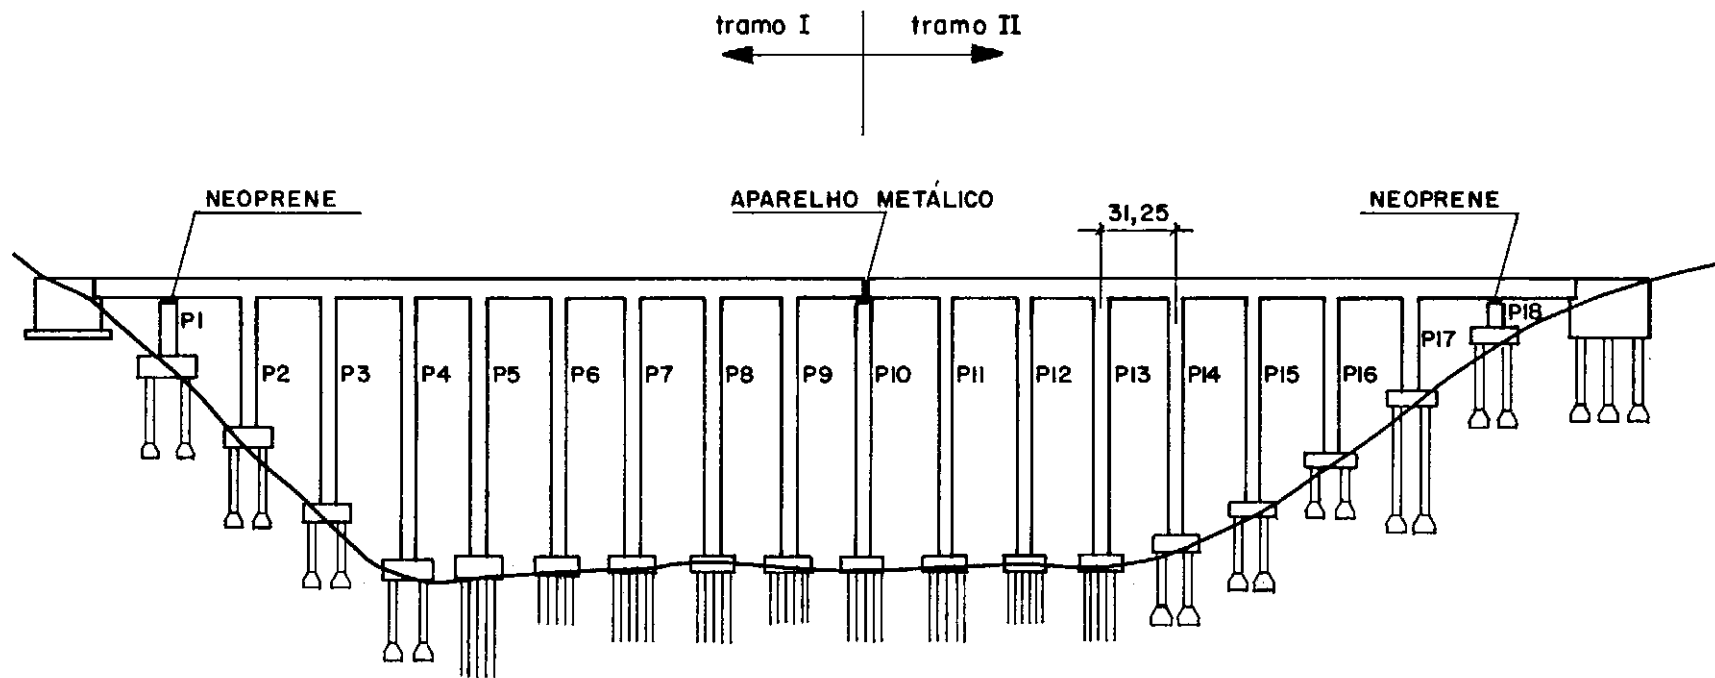 tramo I
tramo II
NEOPRENE
APARELHO METÁLICO
NEOPRENE
31,25
P1
P18
P17
P2
P3
P4
P5
P6
P7
P8
P9
P10
P11
P12
P13
P14
P15
P16